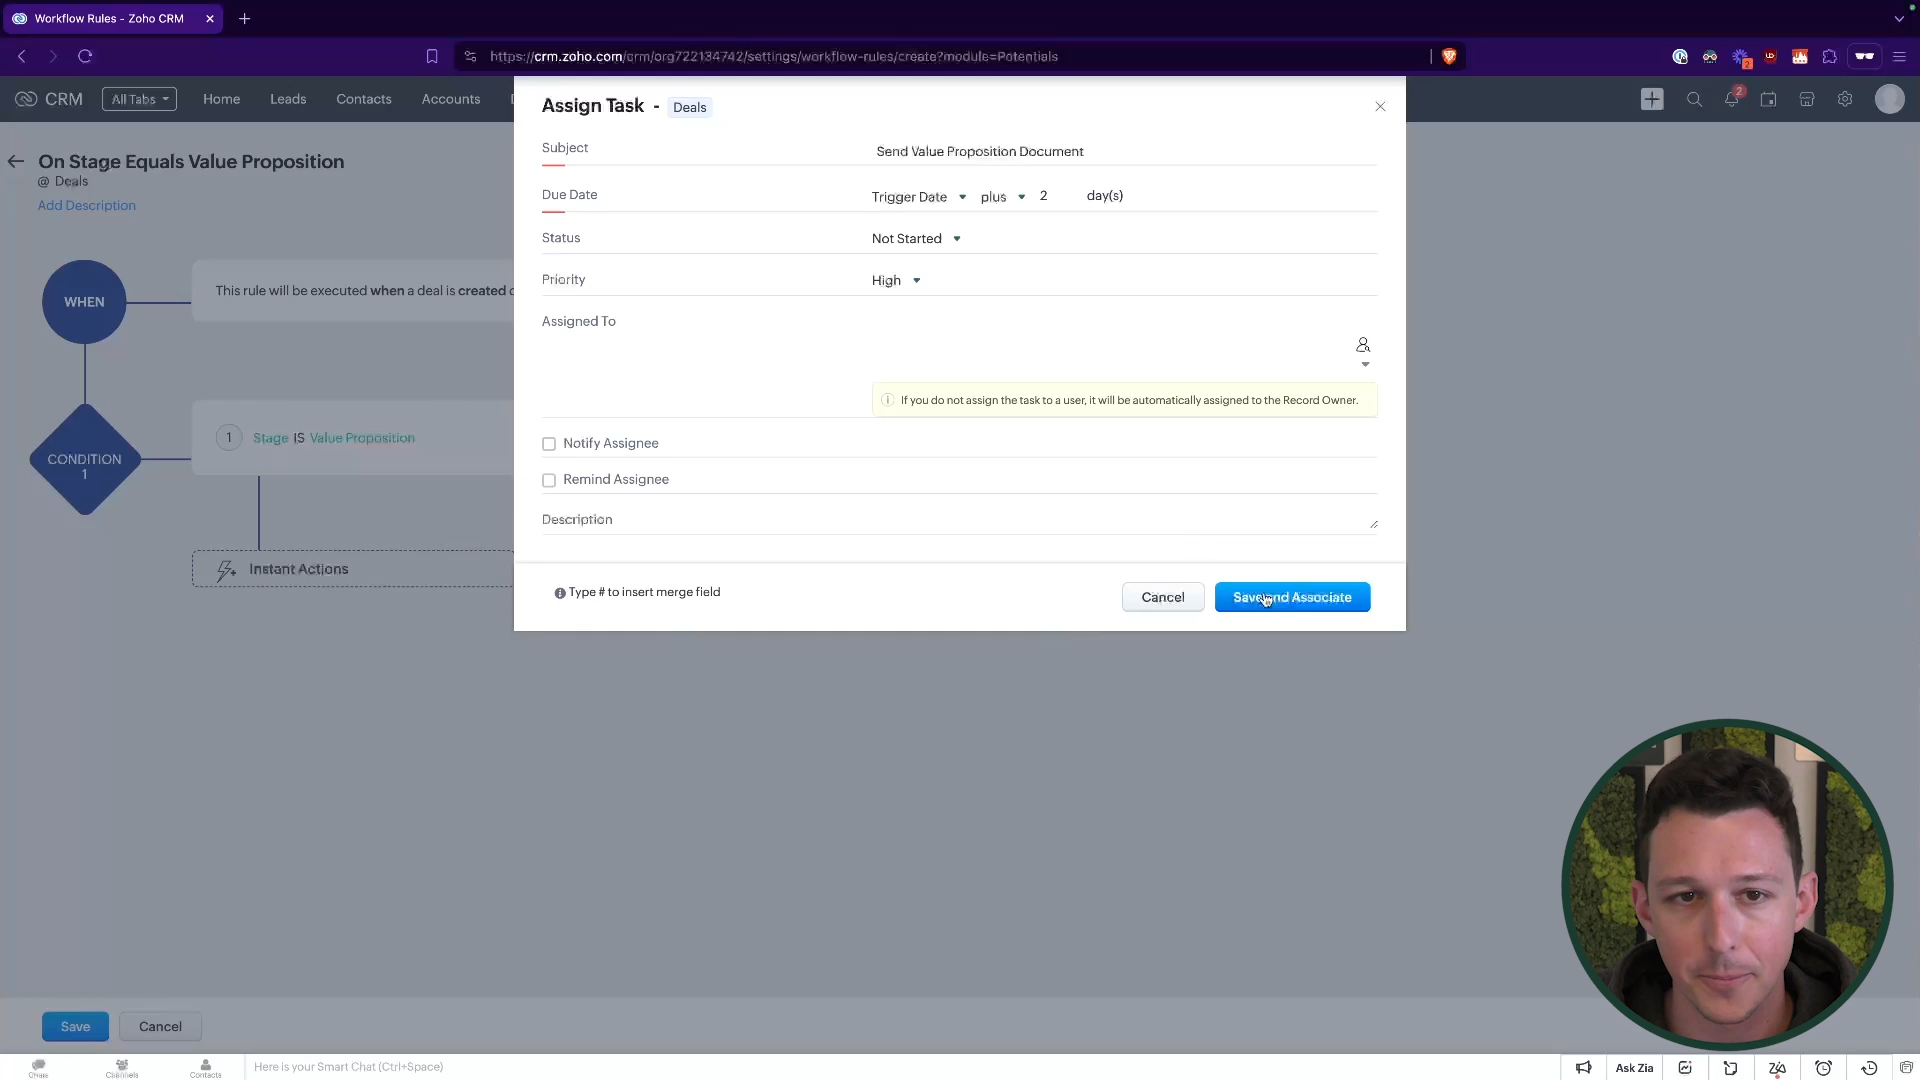 Workflow Rules - Zoho CRM
https://crm.zoho.com/crm/org722134742/settings/workflow-rules/create?module=Potentials
CRM
All Tabs
Home
Leads
Contacts
Accounts
2
2
On Stage Equals Value Proposition
@ Deals
Add Description
WHEN
This rule will be executed when a deal is created
CONDITION
1
1 Stage IS Value Proposition
Instant Actions
Assign Task - Deals
Subject
Send Value Proposition Document
Due Date
Trigger Date plus 2 day(s)
Status
Not Started
Priority
High
Assigned To
If you do not assign the task to a user, it will be automatically assigned to the Record Owner.
Notify Assignee
Remind Assignee
Description
Type # to insert merge field
Cancel
Save and Associate
Save
Cancel
Chats
Channels
Contacts
Here is your Smart Chat (Ctrl+Space)
Ask Zia